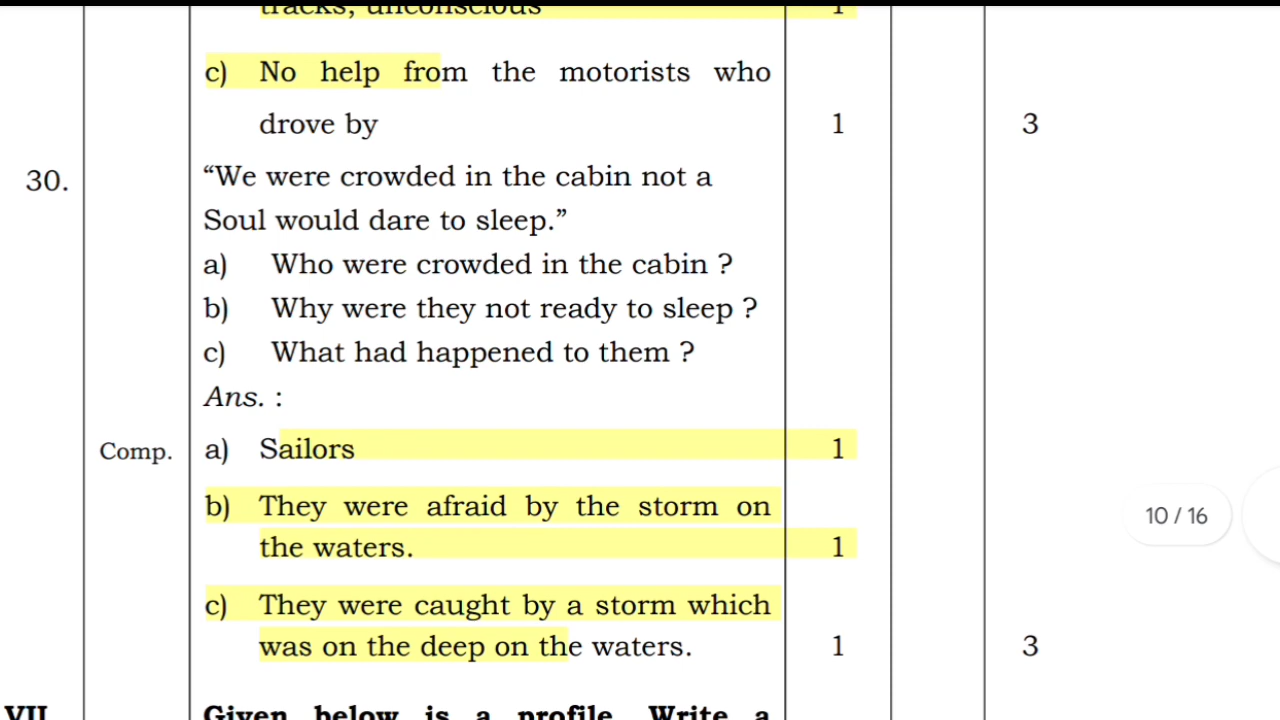 tracks, unconscious 1
c) No help from the motorists who
drove by 1 3
30. “We were crowded in the cabin not a
Soul would dare to sleep.”
a) Who were crowded in the cabin ?
b) Why were they not ready to sleep ?
c) What had happened to them ?
Ans. :
Comp. a) Sailors 1
b) They were afraid by the storm on
the waters. 1
10 / 16
c) They were caught by a storm which
was on the deep on the waters. 1 3
VII. Given below is a profile. Write a